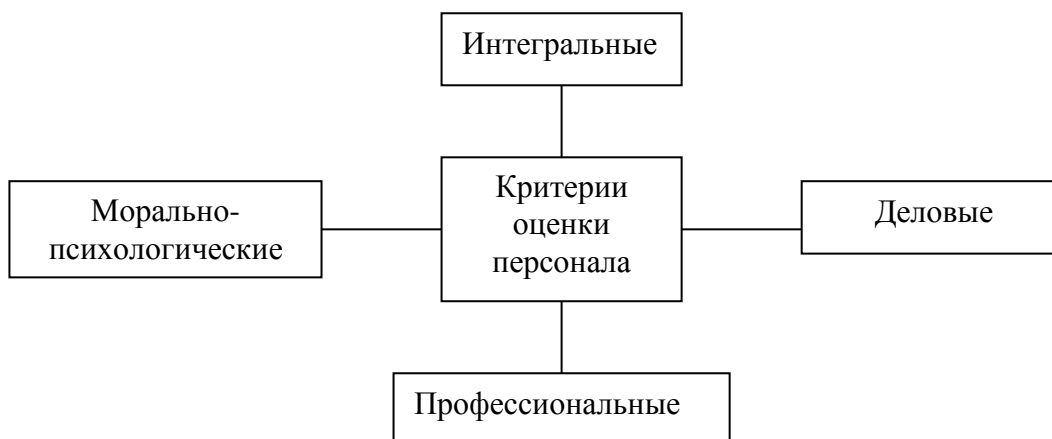 Интегральные
Морально-
психологические
Критерии
оценки
персонала
Деловые
Профессиональные